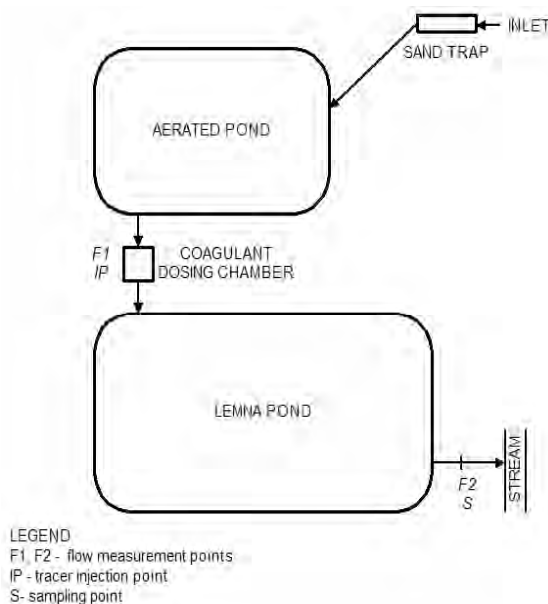 INLET
SAND TRAP
AERATED POND
F1
IP
COAGULANT
DOSING CHAMBER
LEMNA POND
F2
S
STREAM
LEGEND
F1, F2 - flow measurement points
IP - tracer injection point
S- sampling point